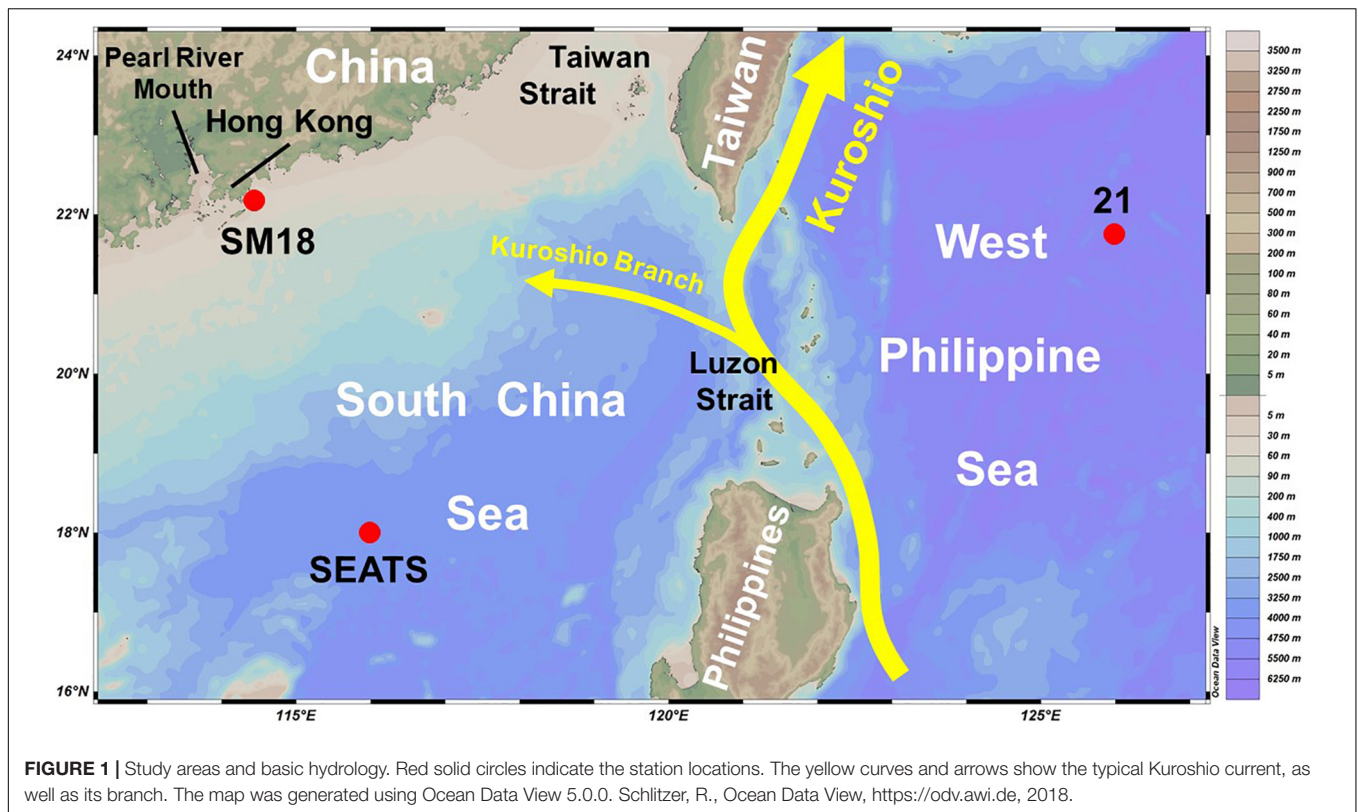 24°N
22°N
20°N
18°N
16°N
115°E
120°E
125°E
Pearl River
Mouth
China
Hong Kong
Taiwan
Strait
Taiwan
Kuroshio
SM18
21
Kuroshio Branch
West
Philippine
Sea
Luzon
Strait
South China
Sea
SEATS
Philippines
Ocean Data View
3500 m
3250 m
2750 m
2250 m
1750 m
1250 m
900 m
700 m
500 m
300 m
200 m
100 m
80 m
60 m
40 m
20 m
5 m
5 m
30 m
60 m
90 m
200 m
400 m
1000 m
1750 m
2500 m
3250 m
4000 m
4750 m
5500 m
6250 m
FIGURE 1 | Study areas and basic hydrology. Red solid circles indicate the station locations. The yellow curves and arrows show the typical Kuroshio current, as
well as its branch. The map was generated using Ocean Data View 5.0.0. Schlitzer, R., Ocean Data View, https://odv.awi.de, 2018.